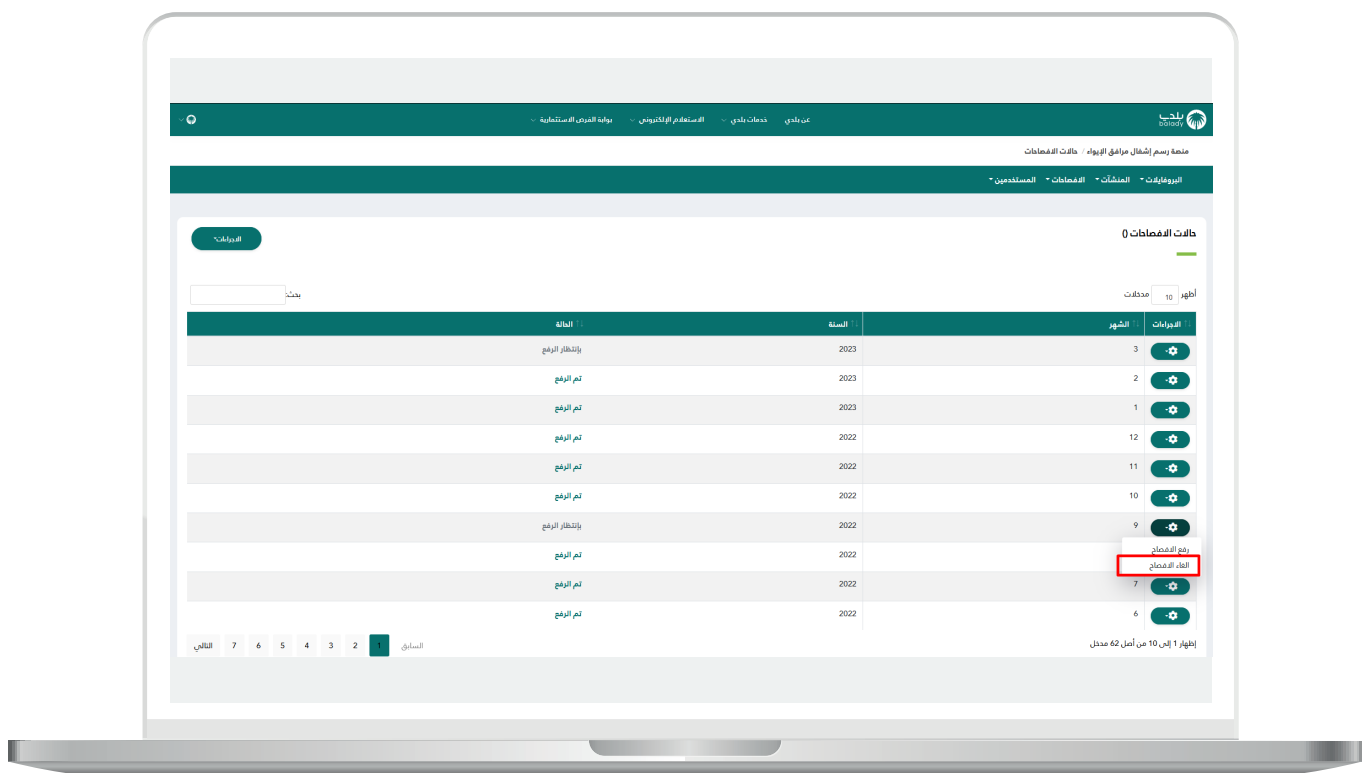 بلدي
balady
عن بلدي خدمات بلدي الاستعلام الإلكتروني بوابة الفرص الاستثمارية
منصة رسم إشغال مرافق الإيواء / حالات الافصاحات
البروفايلات المنشآت الافصاحات المستخدمين
حالات الافصاحات ()
الاجراءات
أظهر 10 مدخلات
بحث:
الاجراءات الشهر السنة الحالة
3 2023 بإنتظار الرفع
2 2023 تم الرفع
1 2023 تم الرفع
12 2022 تم الرفع
11 2022 تم الرفع
10 2022 تم الرفع
9 2022 بإنتظار الرفع
رفع الافصاح
الغاء الافصاح
2022 تم الرفع
7 2022 تم الرفع
6 2022 تم الرفع
إظهار 1 إلى 10 من أصل 62 مدخل
السابق 1 2 3 4 5 6 7 التالي